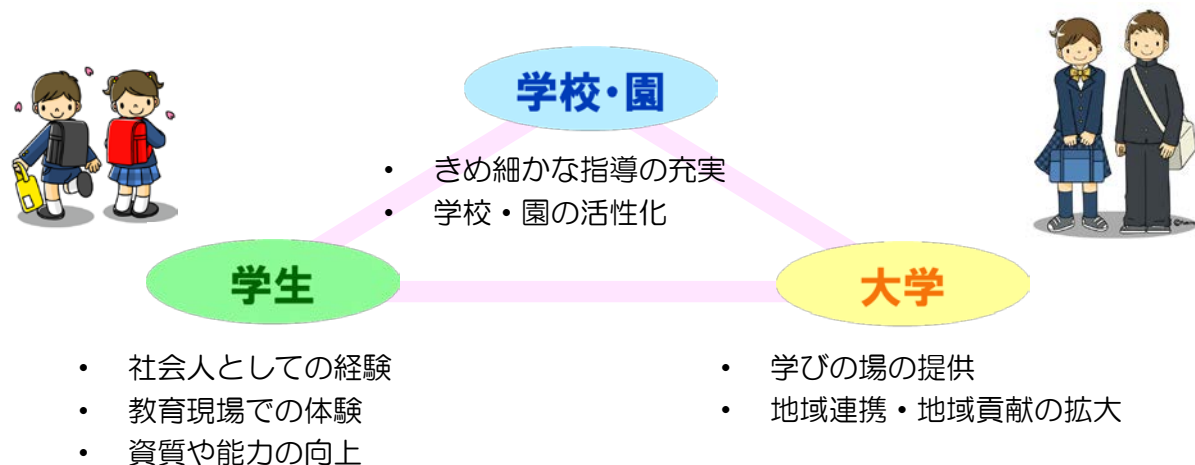 学校・園
• きめ細かな指導の充実
• 学校・園の活性化
学生
大学
• 社会人としての経験
• 教育現場での体験
• 資質や能力の向上
• 学びの場の提供
• 地域連携・地域貢献の拡大